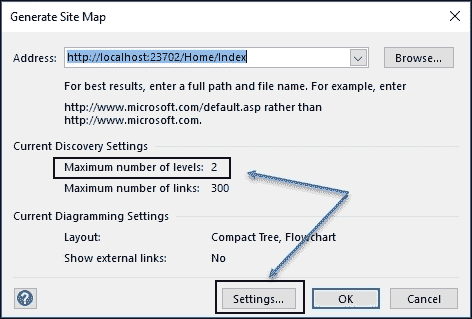 Generate Site Map
Address: http://localhost:23702/Home/Index Browse...
For best results, enter a full path and file name. For example, enter
http://www.microsoft.com/default.asp rather than
http://www.microsoft.com.
Current Discovery Settings
Maximum number of levels: 2
Maximum number of links: 300
Current Diagramming Settings
Layout: Compact Tree, Flowchart
Show external links: No
? Settings... OK Cancel